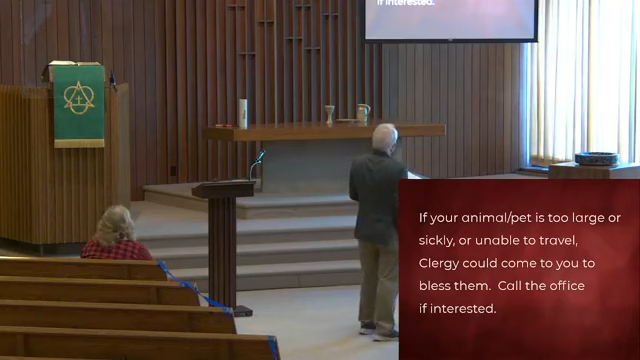 if interested.
If your animal/pet is too large or
sickly, or unable to travel,
Clergy could come to you to
bless them.  Call the office
if interested.